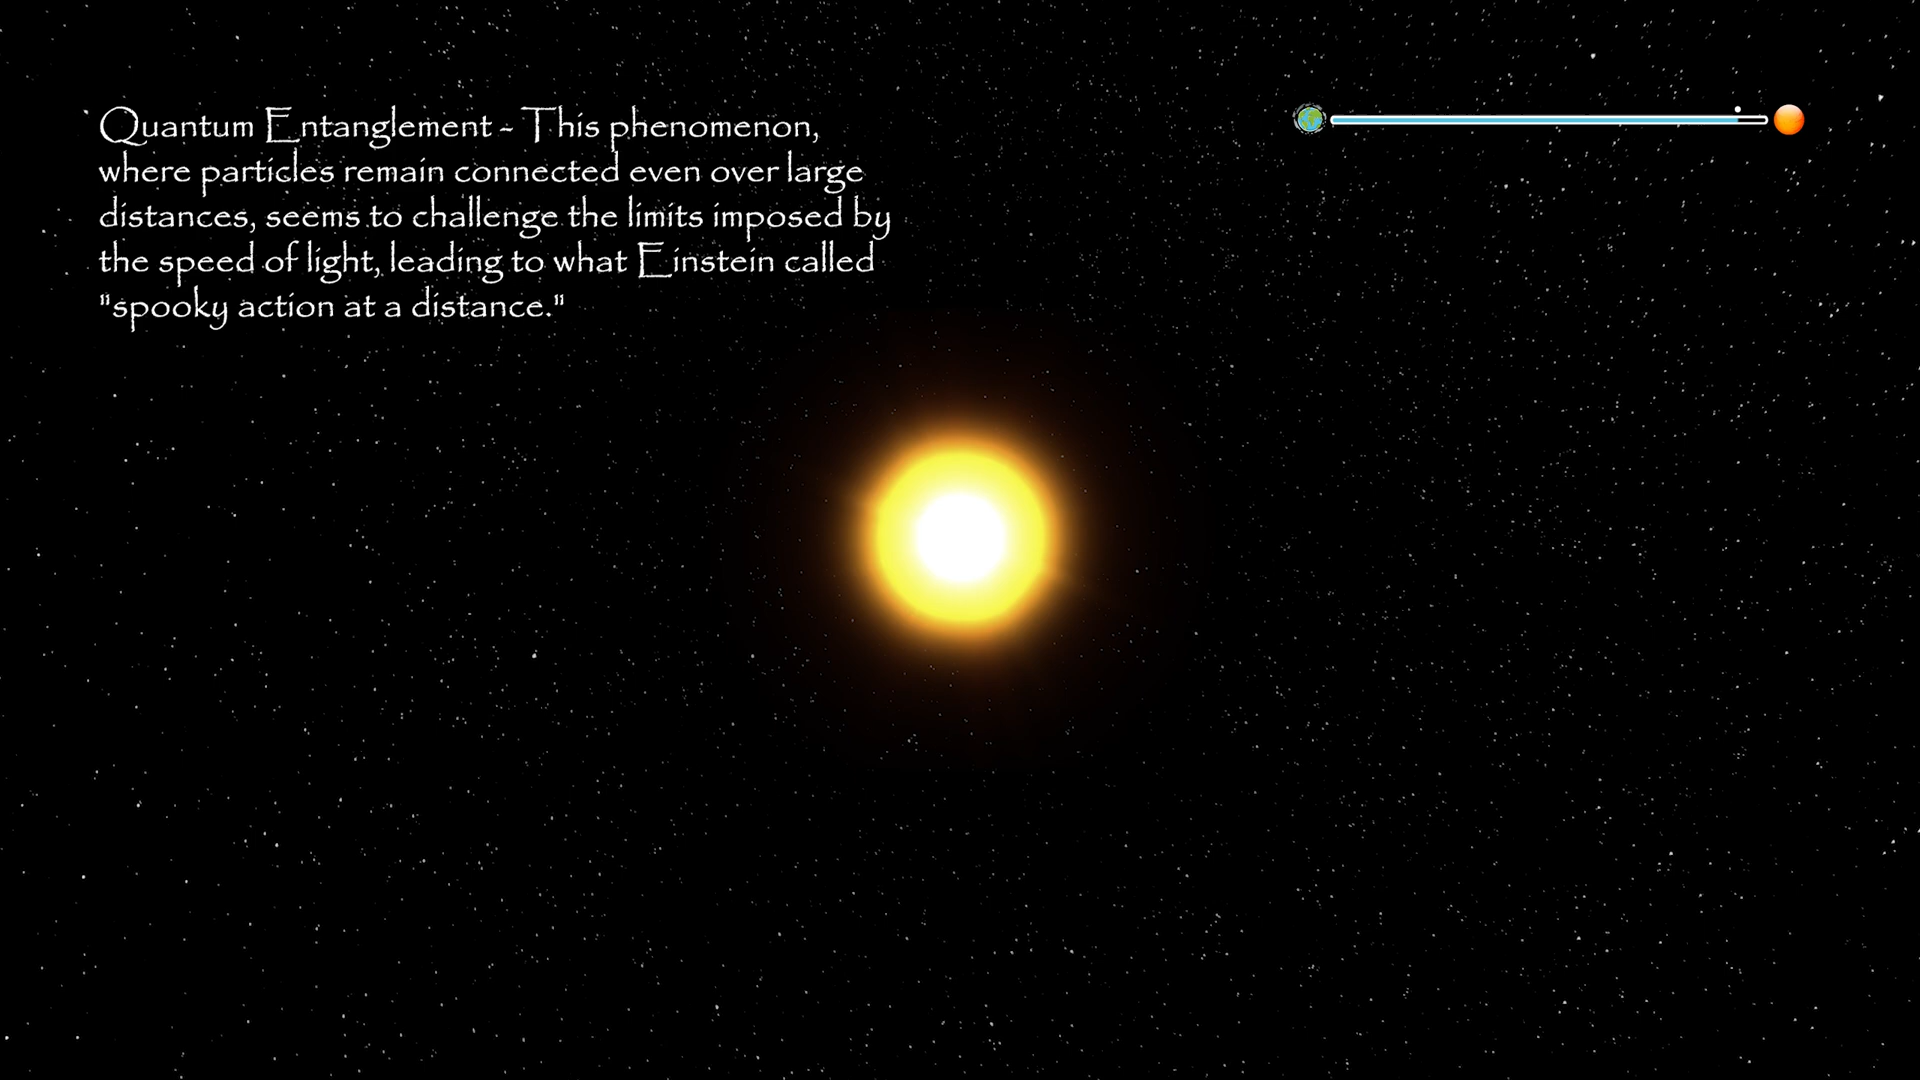 Quantum Entanglement - This phenomenon,
where particles remain connected even over large
distances, seems to challenge the limits imposed by
the speed of light, leading to what Einstein called
"spooky action at a distance."